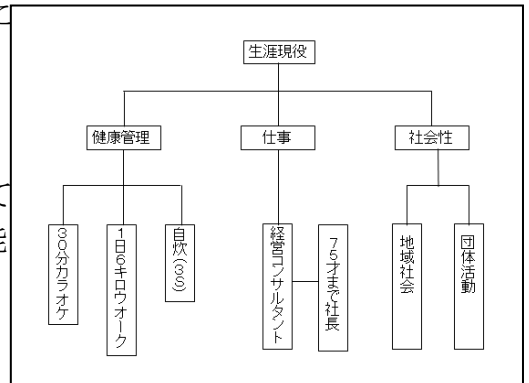 生涯現役
健康管理
仕事
社会性
30分カラオケ
1日6キロウオーク
自炊(3S)
経営コンサルタント
75才まで社長
地域社会
団体活動
て